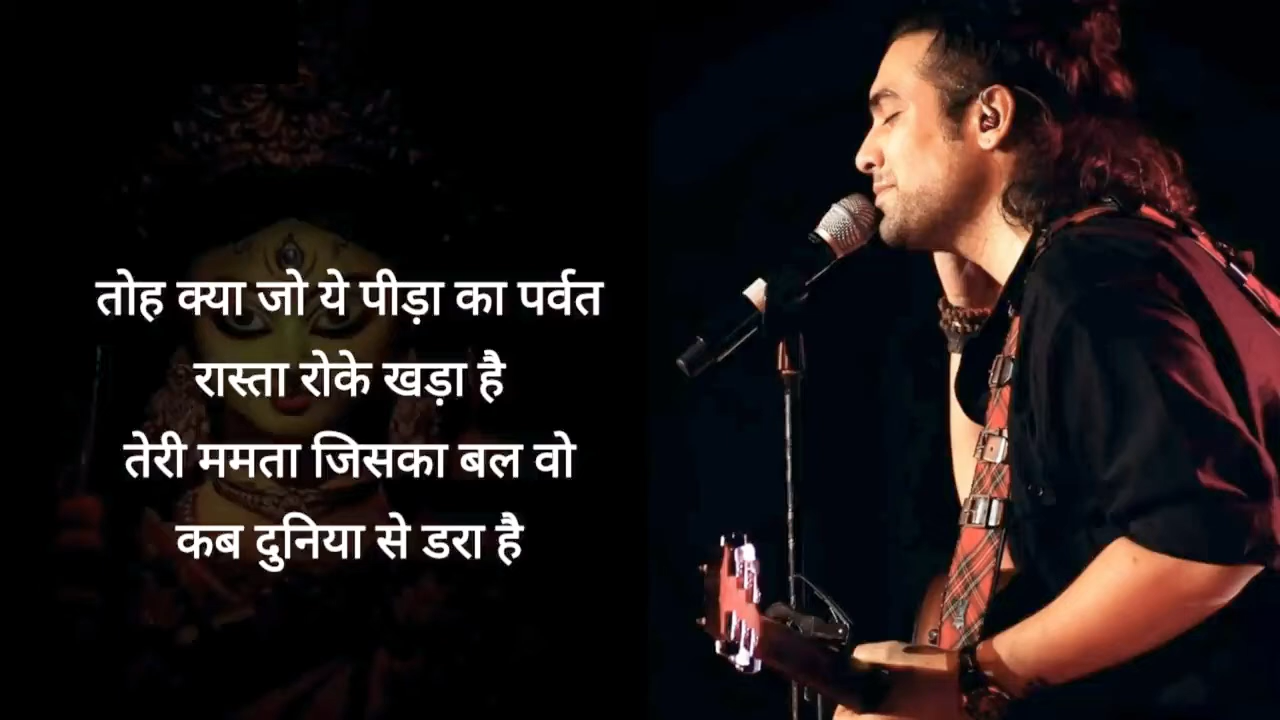 तोह क्या जो ये पीड़ा का पर्वत
रास्ता रोके खड़ा है
तेरी ममता जिसका बल वो
कब दुनिया से डरा है